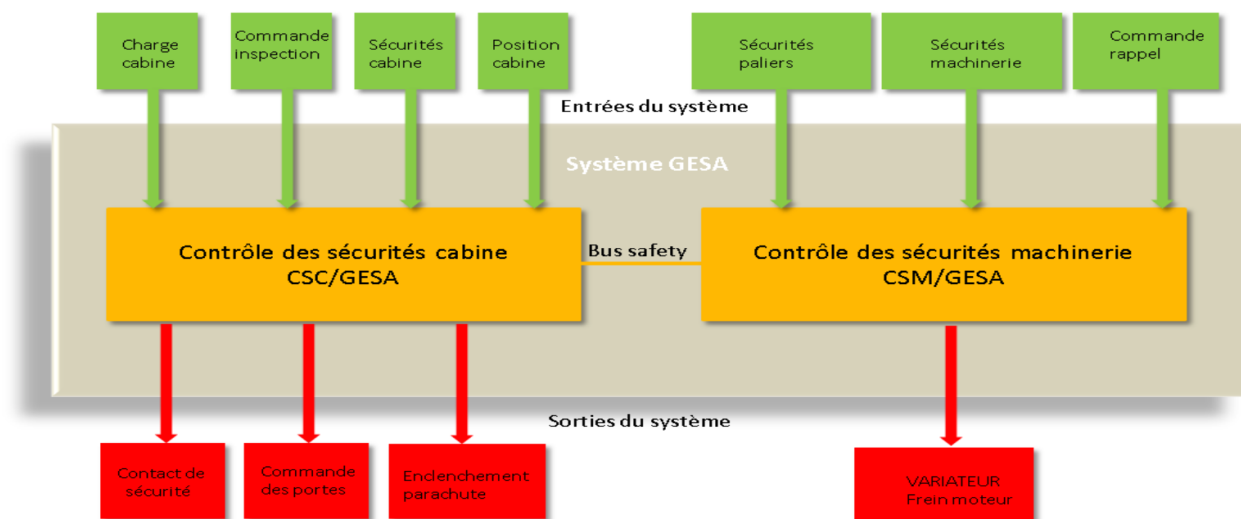 Charge
cabine
Commande
inspection
Sécurités
cabine
Position
cabine
Sécurités
paliers
Sécurités
machinerie
Commande
rappel
Entrées du système
Système GESA
Contrôle des sécurités cabine
CSC/GESA
Bus safety
Contrôle des sécurités machinerie
CSM/GESA
Sorties du système
Contact de
sécurité
Commande
des portes
Enclenchement
parachute
VARIATEUR
Frein moteur